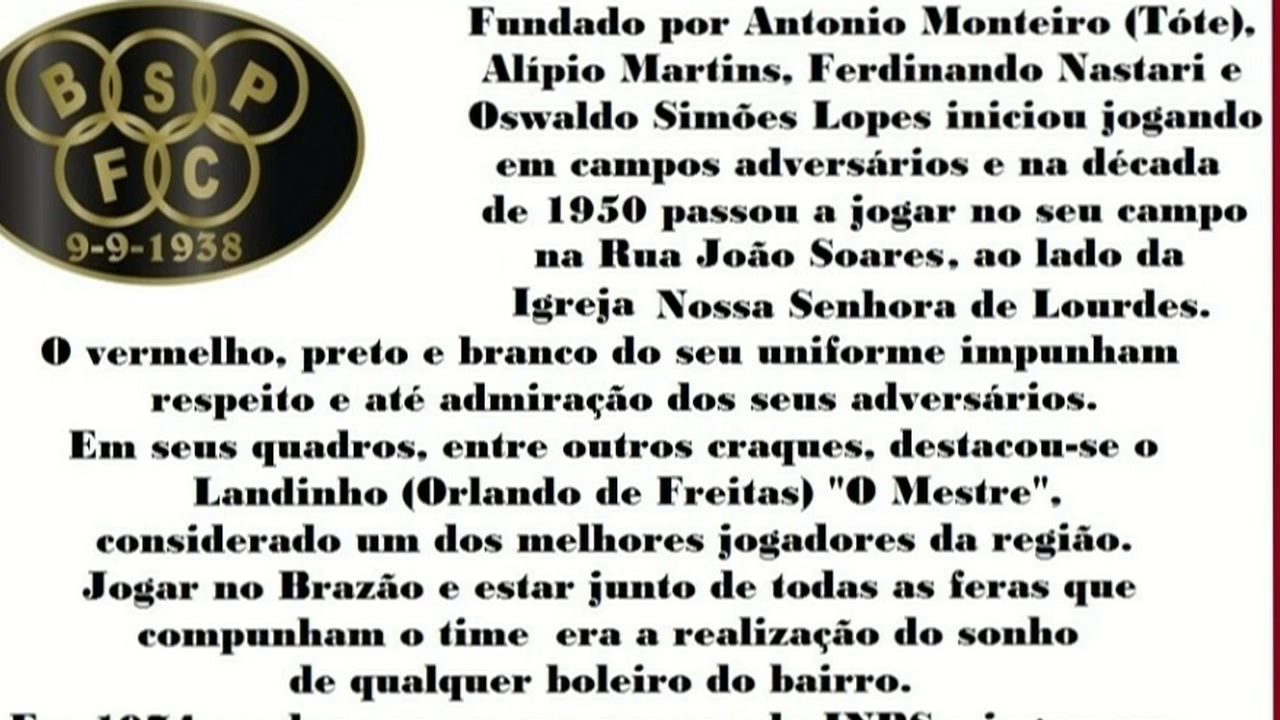 B S P
F C
9-9-1938
Fundado por Antonio Monteiro (Tóte),
Alípio Martins, Ferdinando Nastari e
Oswaldo Simões Lopes iniciou jogando
em campos adversários e na década
de 1950 passou a jogar no seu campo
na Rua João Soares, ao lado da
Igreja Nossa Senhora de Lourdes.
O vermelho, preto e branco do seu uniforme impunham
respeito e até admiração dos seus adversários.
Em seus quadros, entre outros craques, destacou-se o
Landinho (Orlando de Freitas) "O Mestre",
considerado um dos melhores jogadores da região.
Jogar no Brazão e estar junto de todas as feras que
compunham o time era a realização do sonho
de qualquer boleiro do bairro.